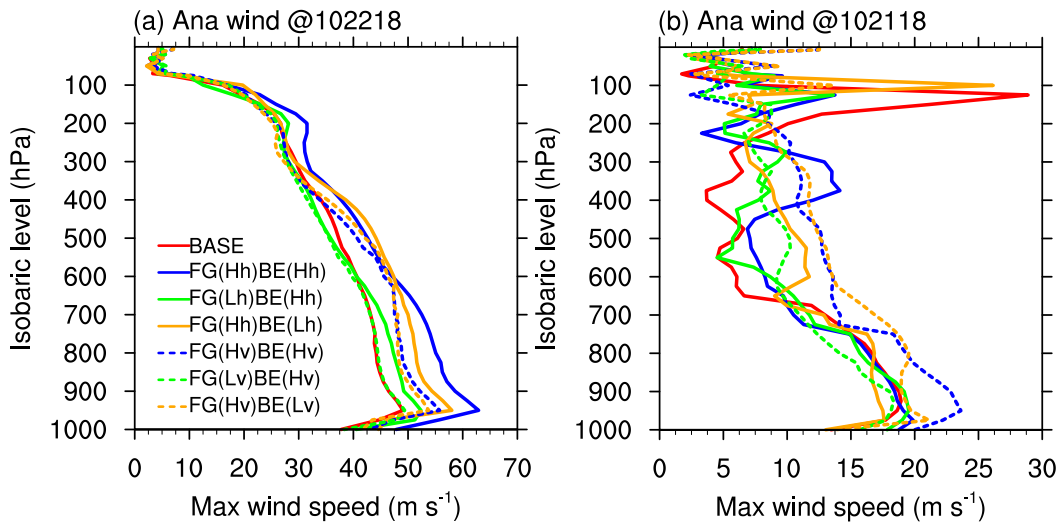 (a) Ana wind @102218
Isobaric level (hPa)
100
200
300
400
500
600
700
800
900
1000
BASE
FG(Hh)BE(Hh)
FG(Lh)BE(Hh)
FG(Hh)BE(Lh)
FG(Hv)BE(Hv)
FG(Lv)BE(Hv)
FG(Hv)BE(Lv)
0 10 20 30 40 50 60 70
Max wind speed (m s⁻¹)
(b) Ana wind @102118
Isobaric level (hPa)
100
200
300
400
500
600
700
800
900
1000
0 5 10 15 20 25 30
Max wind speed (m s⁻¹)